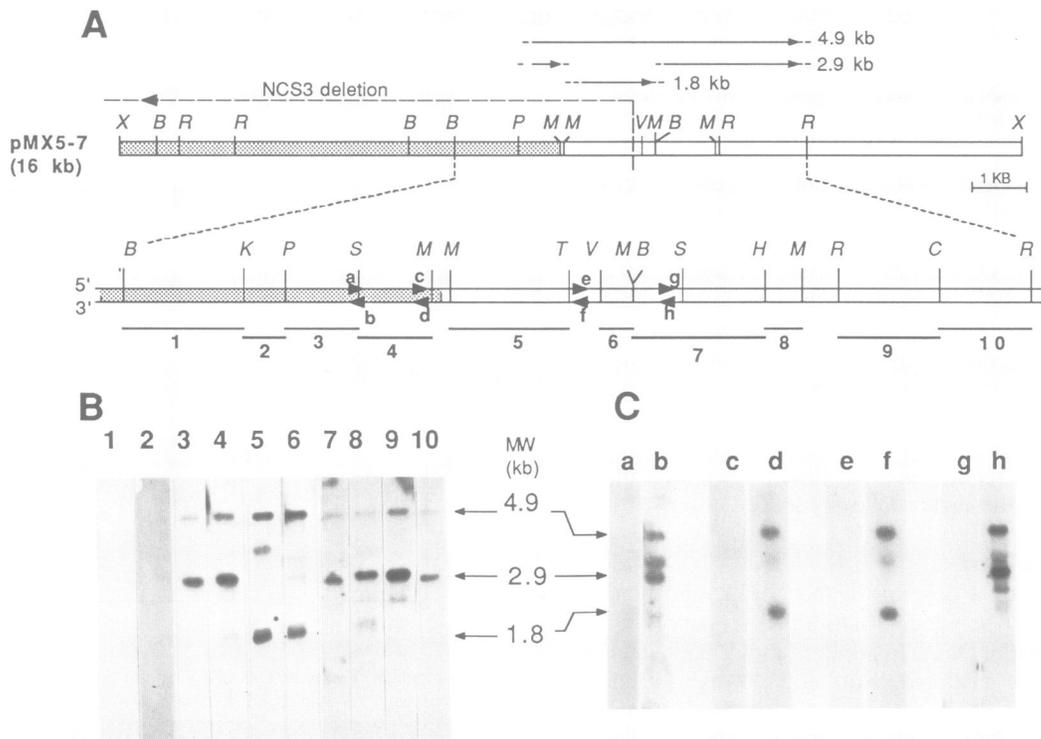 A
4.9 kb
2.9 kb
1.8 kb
NCS3 deletion
X B R R B B P M M V M B M R R X
pMX5-7
(16 kb)
1 KB
B K P S M M T V M B S H M R C R
a c e g
5'
3'
b d f h
1 2 3 4 5 6 7 8 9 10
B
1 2 3 4 5 6 7 8 9 10
MW
(kb)
4.9
2.9
1.8
C
a b c d e f g h